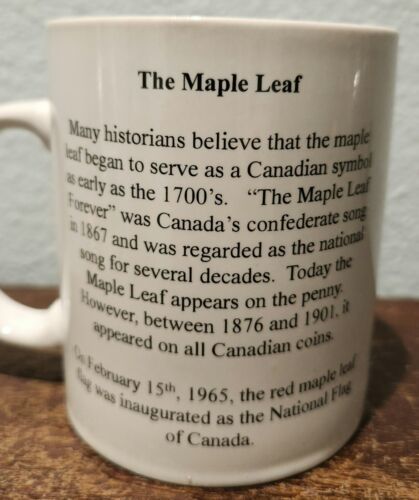 The Maple Leaf
Many historians believe that the maple
leaf began to serve as a Canadian symbol
as early as the 1700's. "The Maple Leaf
Forever" was Canada's confederate song
in 1867 and was regarded as the national
song for several decades. Today the
Maple Leaf appears on the penny.
However, between 1876 and 1901, it
appeared on all Canadian coins.
On February 15th, 1965, the red maple leaf
flag was inaugurated as the National Flag
of Canada.